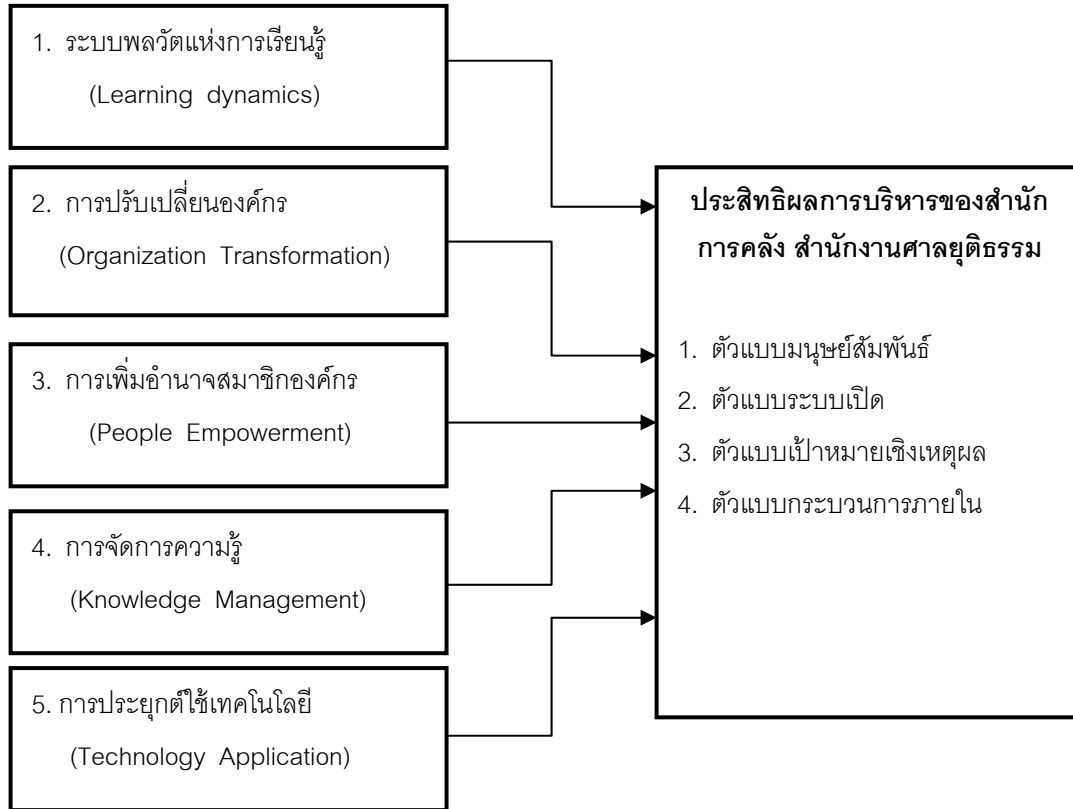 1. ระบบพลวัตแห่งการเรียนรู้
(Learning dynamics)
2. การปรับเปลี่ยนองค์กร
(Organization Transformation)
3. การเพิ่มอำนาจสมาชิกองค์กร
(People Empowerment)
4. การจัดการความรู้
(Knowledge Management)
5. การประยุกต์ใช้เทคโนโลยี
(Technology Application)
ประสิทธิผลการบริหารของสำนัก
การคลัง สำนักงานศาลยุติธรรม
1. ตัวแบบมนุษย์สัมพันธ์
2. ตัวแบบระบบเปิด
3. ตัวแบบเป้าหมายเชิงเหตุผล
4. ตัวแบบกระบวนการภายใน